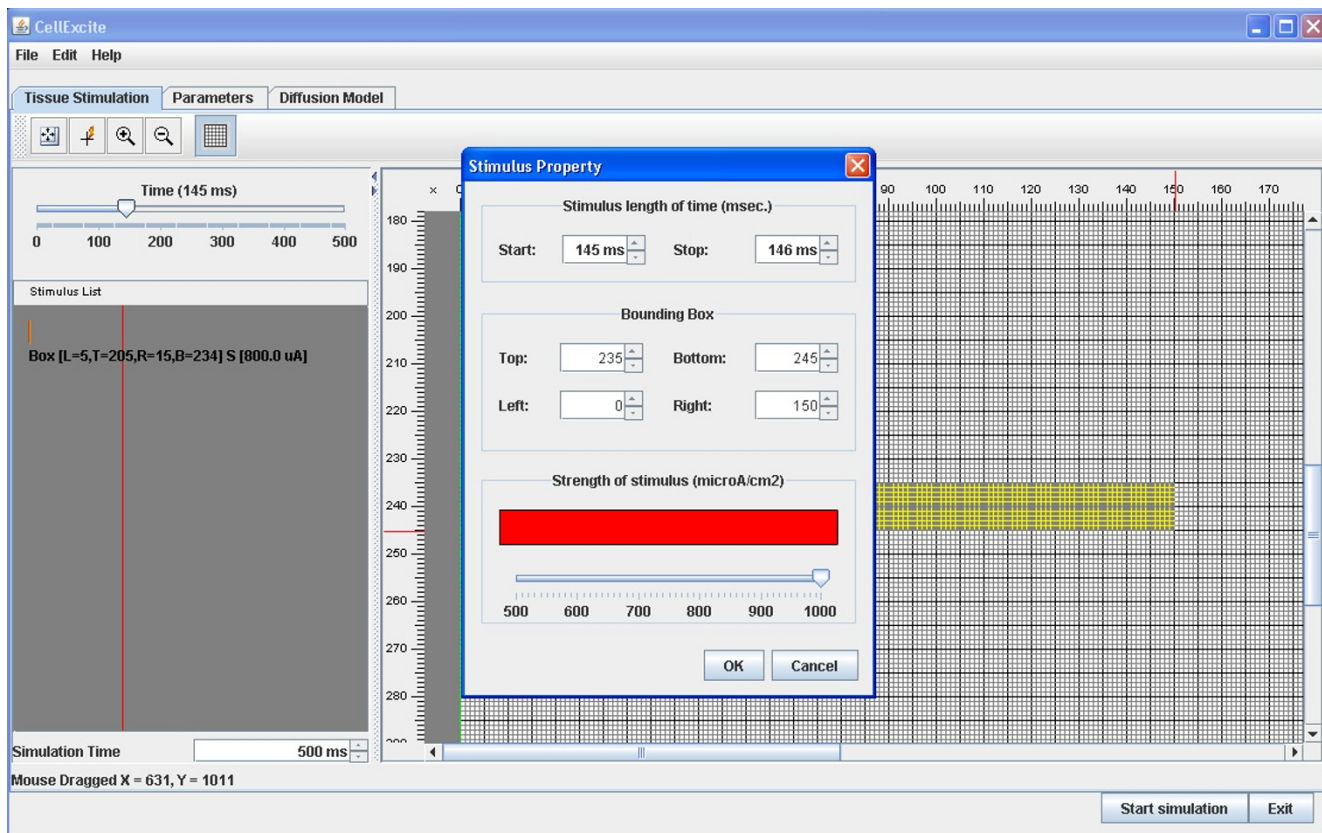 CellExcite
File Edit Help
Tissue Stimulation Parameters Diffusion Model
Time (145 ms)
0 100 200 300 400 500
Stimulus List
Box [L=5,T=205,R=15,B=234] S [800.0 uA]
Simulation Time 500 ms
Mouse Dragged X = 631, Y = 1011
x
90 100 110 120 130 140 150 160 170
180
190
200
210
220
230
240
250
260
270
280
Stimulus Property
Stimulus length of time (msec.)
Start: 145 ms Stop: 146 ms
Bounding Box
Top: 235 Bottom: 245
Left: 0 Right: 150
Strength of stimulus (microA/cm2)
500 600 700 800 900 1000
OK Cancel
Start simulation Exit